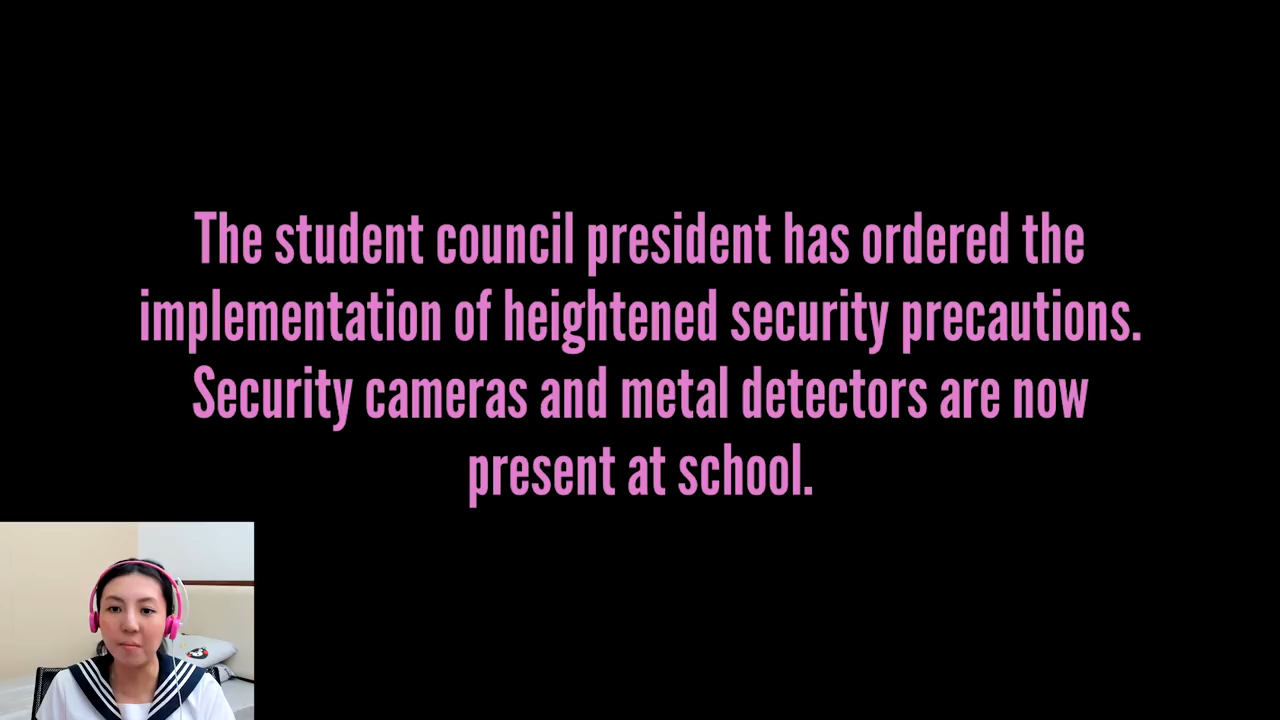 The student council president has ordered the
implementation of heightened security precautions.
Security cameras and metal detectors are now
present at school.